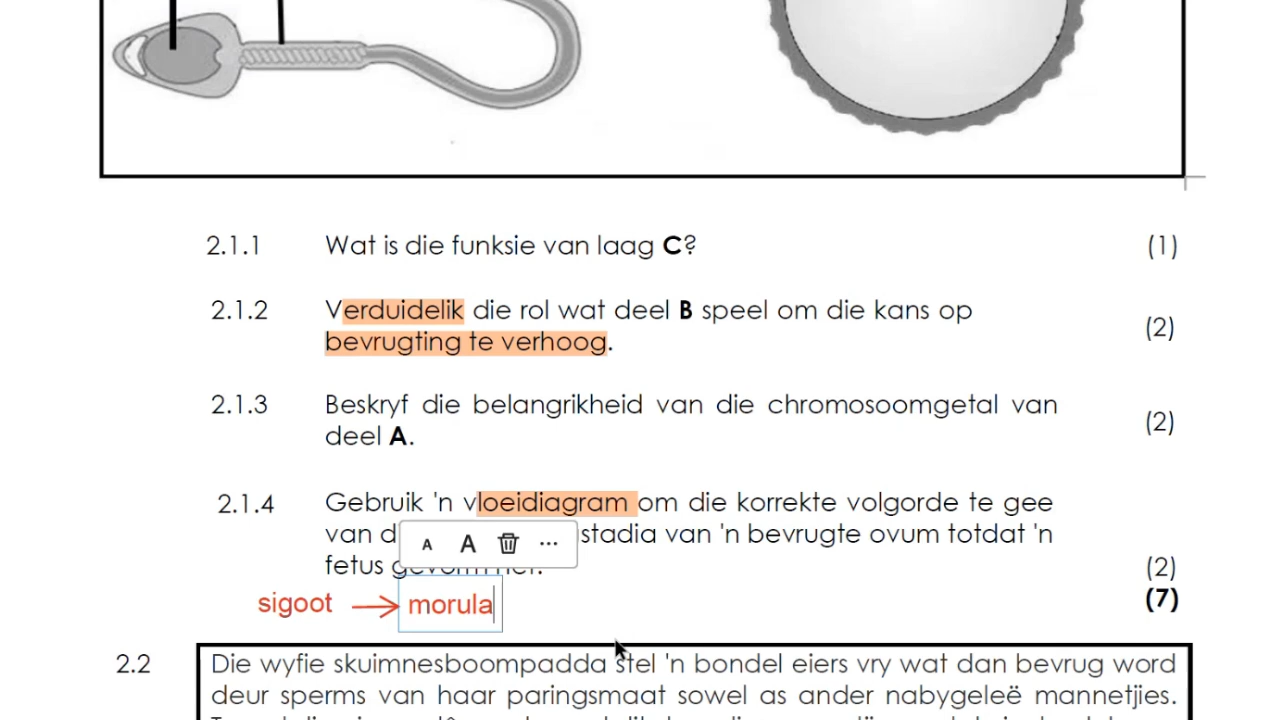 2.1.1 Wat is die funksie van laag C? (1)
2.1.2 Verduidelik die rol wat deel B speel om die kans op
bevrugting te verhoog. (2)
2.1.3 Beskryf die belangrikheid van die chromosoomgetal van
deel A. (2)
2.1.4 Gebruik 'n vloeidiagram om die korrekte volgorde te gee
van stadia van 'n bevrugte ovum totdat 'n
fetus (2)
(7)
sigoot → morula
A A ...
2.2 Die wyfie skuimnesboompadda stel 'n bondel eiers vry wat dan bevrug word
deur sperms van haar paringsmaat sowel as ander nabygeleë mannetjies.